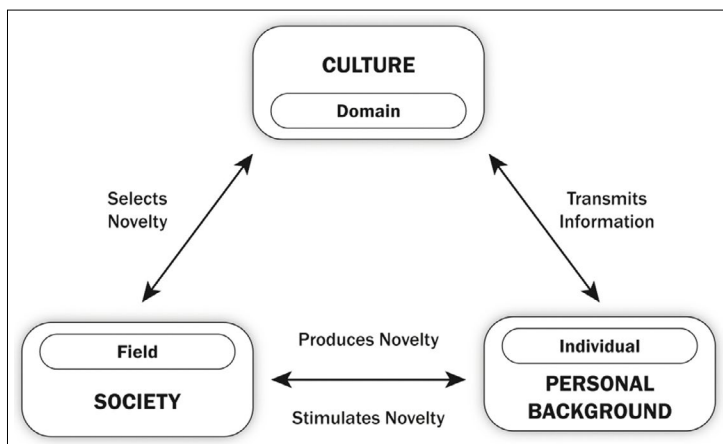 CULTURE
Domain
Selects
Novelty
Transmits
Information
Field
SOCIETY
Produces Novelty
Stimulates Novelty
Individual
PERSONAL
BACKGROUND